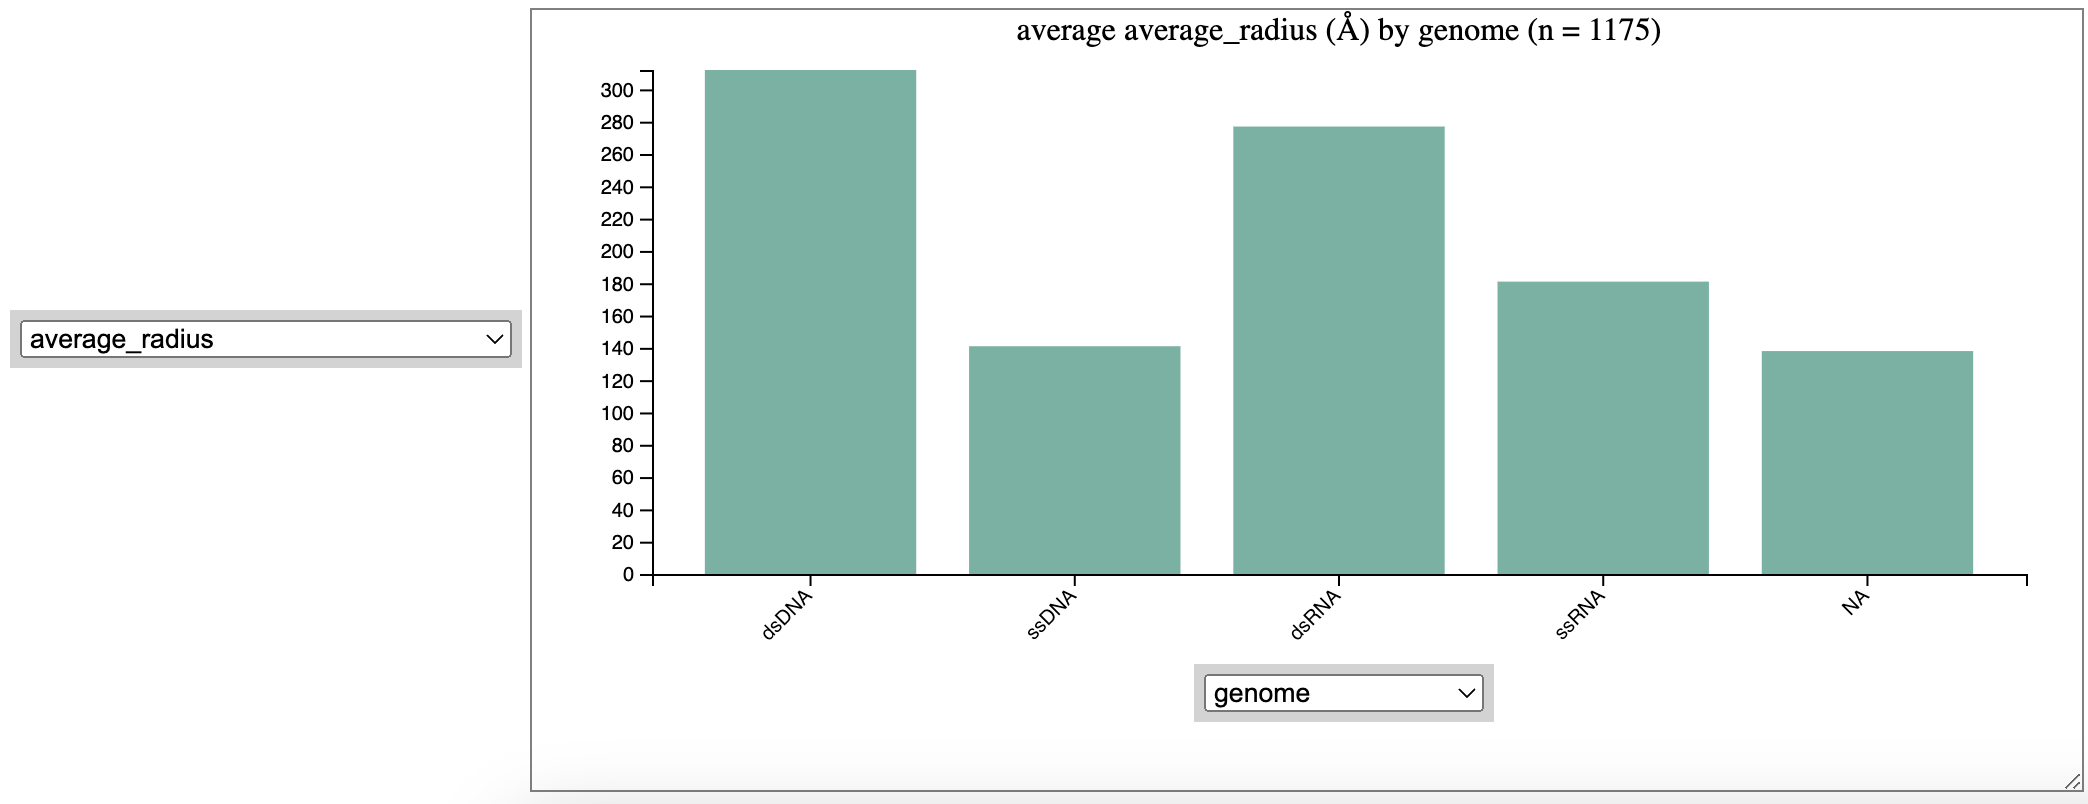 average average_radius (Å) by genome (n = 1175)
300
280
260
240
220
200
180
160
140
120
100
80
60
40
20
0
average_radius
dsDNA
ssDNA
dsRNA
ssRNA
NA
genome